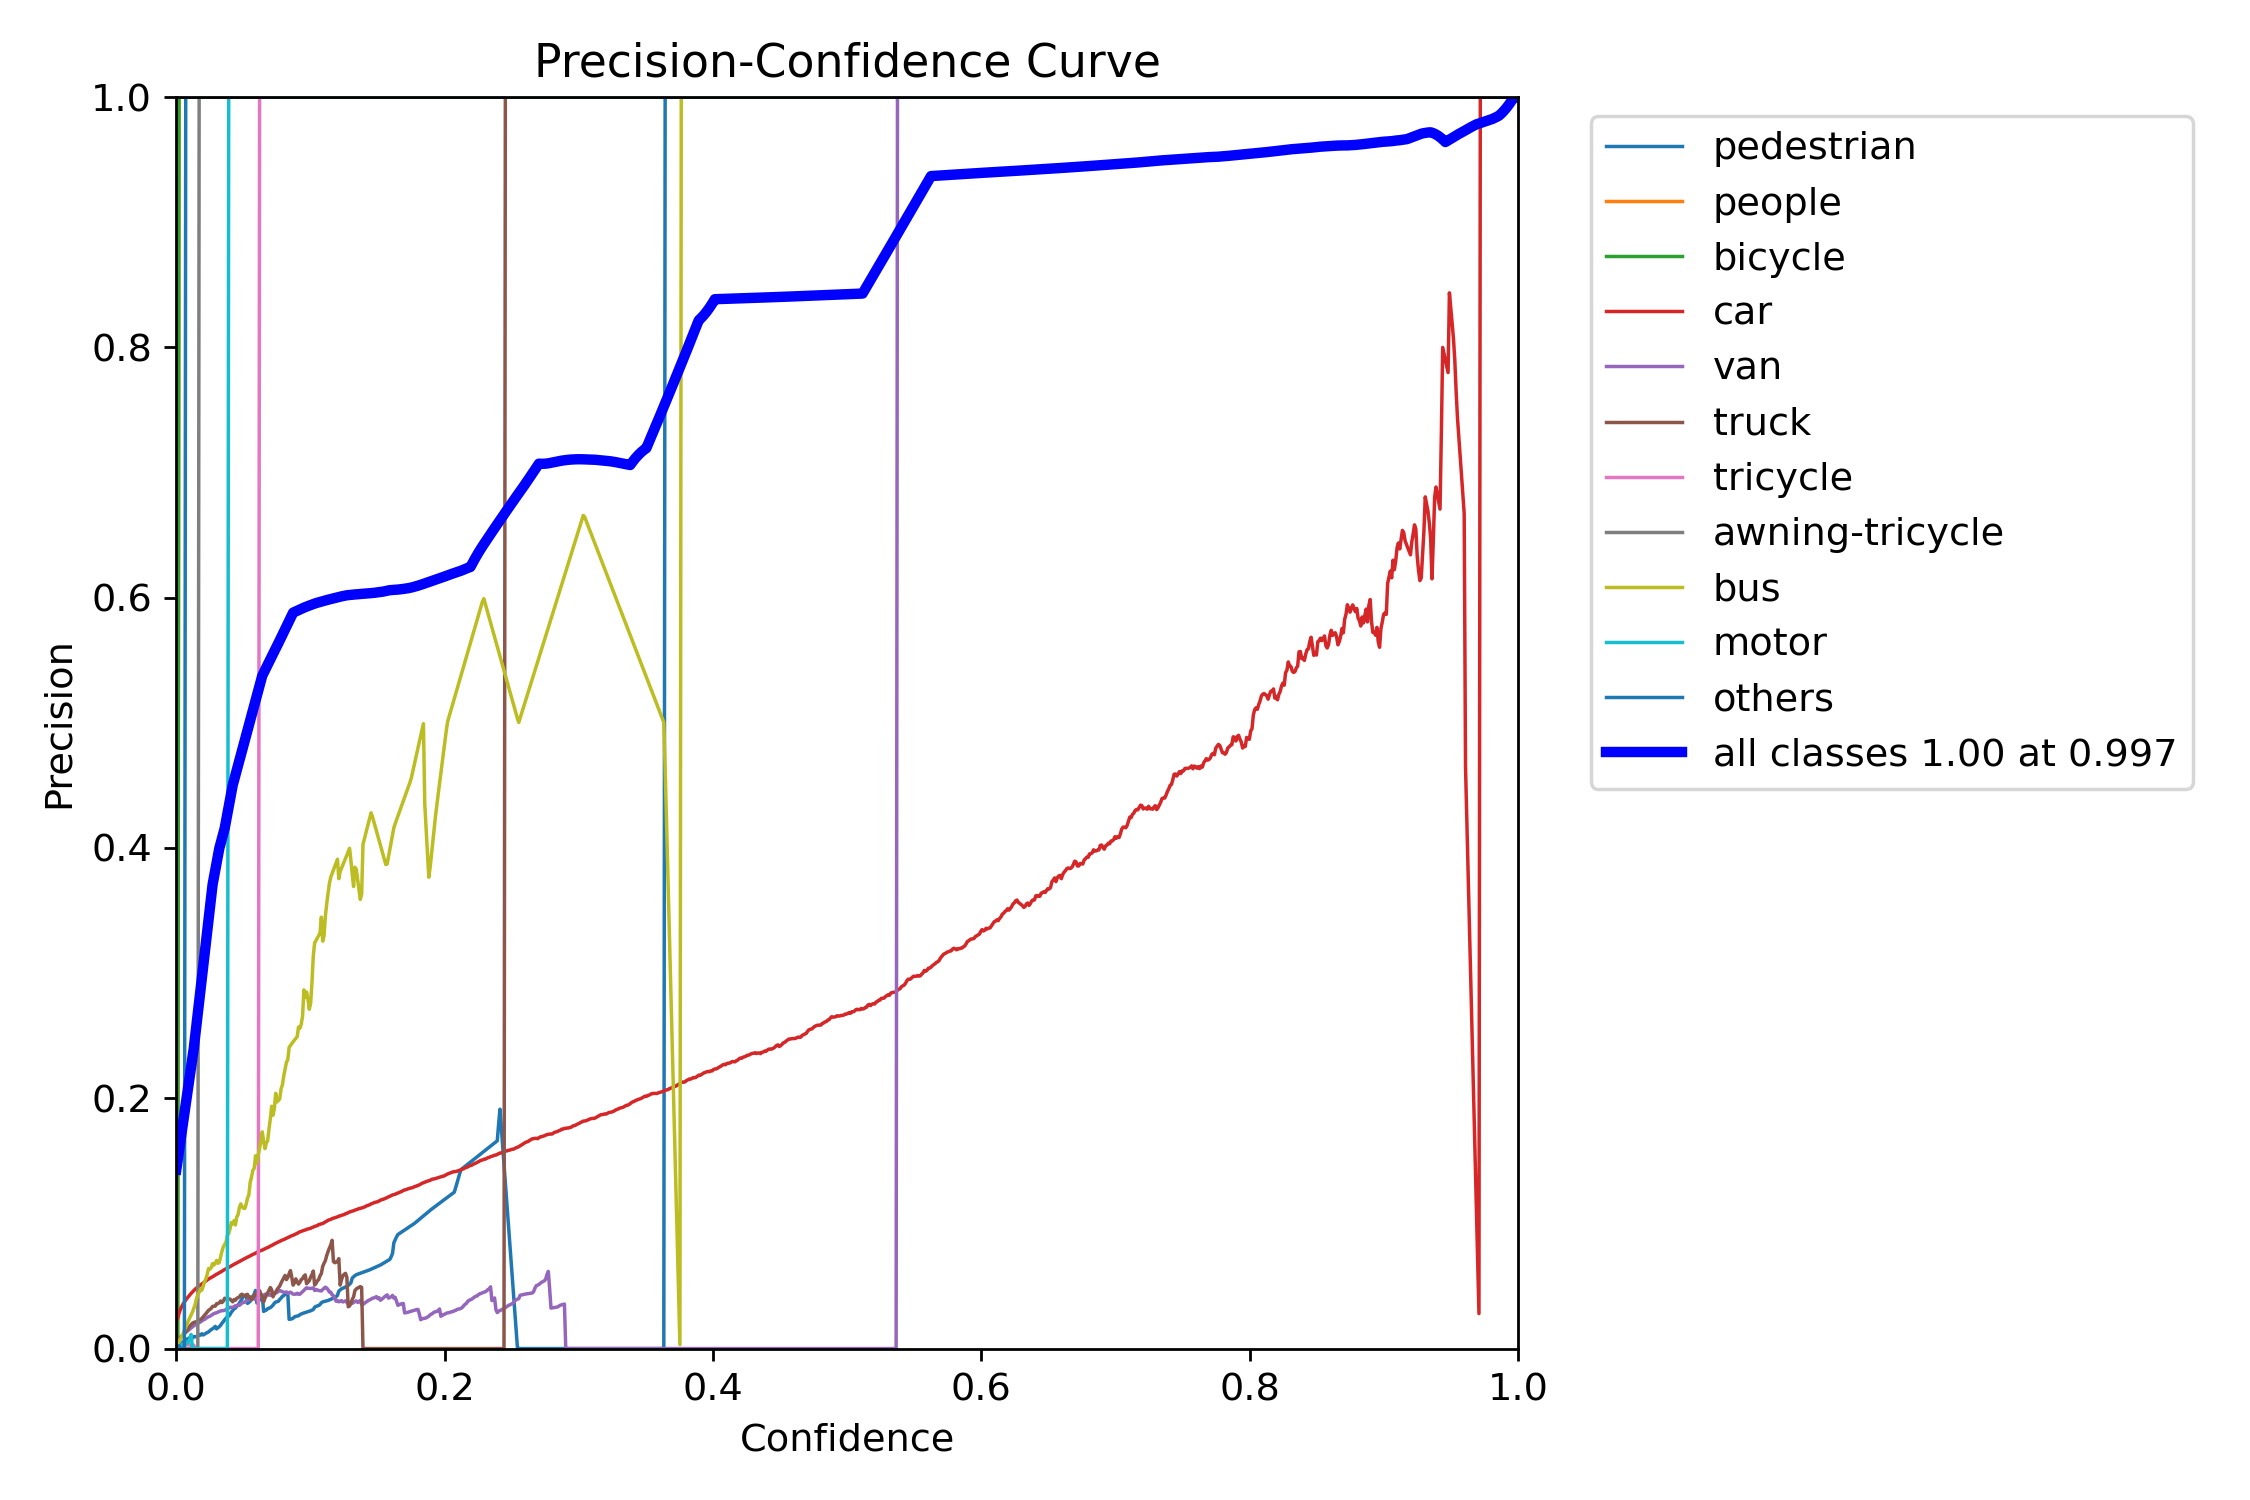 Precision-Confidence Curve
1.0
0.8
0.6
0.4
0.2
0.0
Precision
0.0 0.2 0.4 0.6 0.8 1.0
Confidence
pedestrian
people
bicycle
car
van
truck
tricycle
awning-tricycle
bus
motor
others
all classes 1.00 at 0.997